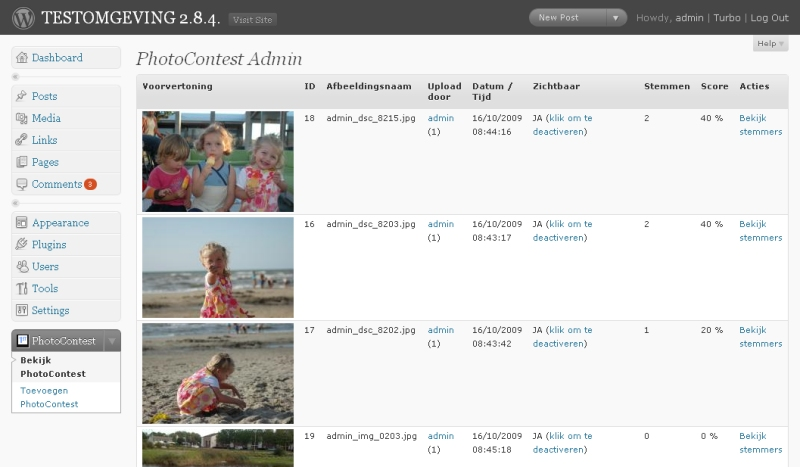 TESTOMGEVING 2.8.4. Visit Site New Post Howdy, admin | Turbo | Log Out
Help
Dashboard
Posts
Media
Links
Pages
Comments 3
Appearance
Plugins
Users
Tools
Settings
PhotoContest
Bekijk
PhotoContest
Toevoegen
PhotoContest
PhotoContest Admin
Voorvertoning ID Afbeeldingsnaam Upload door Datum / Tijd Zichtbaar Stemmen Score Acties
18 admin_dsc_8215.jpg admin 16/10/2009 JA (klik om te 2 40 % Bekijk
(1) 08:44:16 deactiveren) stemmers
16 admin_dsc_8203.jpg admin 16/10/2009 JA (klik om te 2 40 % Bekijk
(1) 08:43:17 deactiveren) stemmers
17 admin_dsc_8202.jpg admin 16/10/2009 JA (klik om te 1 20 % Bekijk
(1) 08:43:42 deactiveren) stemmers
19 admin_img_0203.jpg admin 16/10/2009 JA (klik om te 0 0 % Bekijk
(1) 08:45:18 deactiveren) stemmers